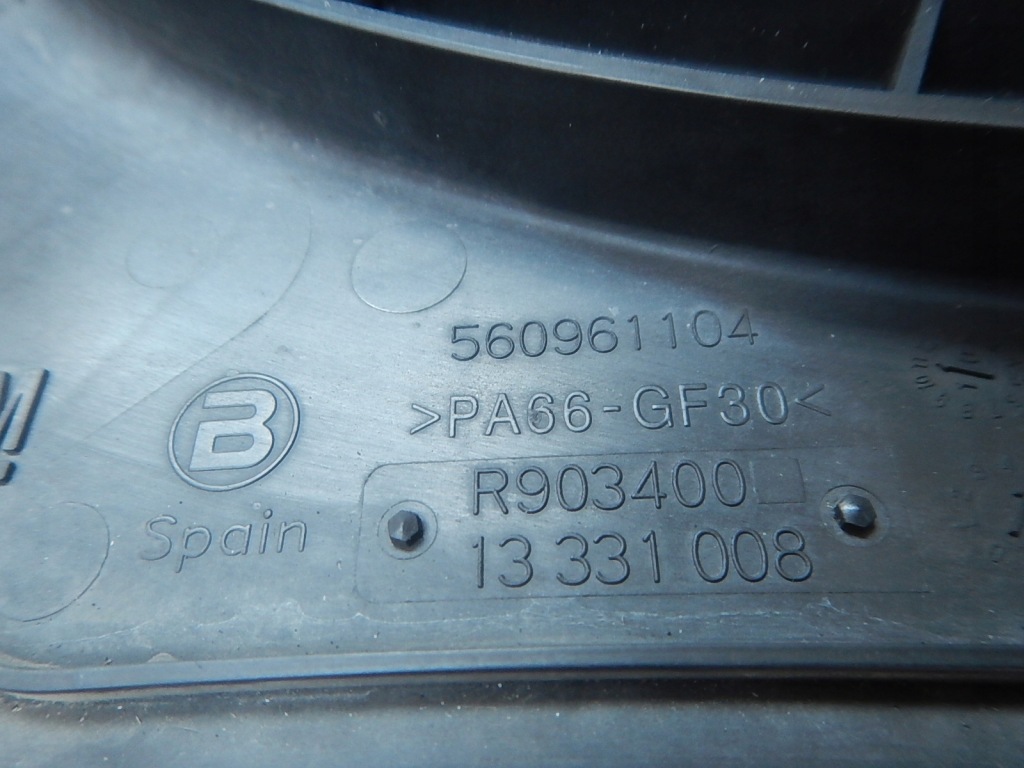 560961104
>PA66-GF30<
B
R903400
Spain
13 331 008